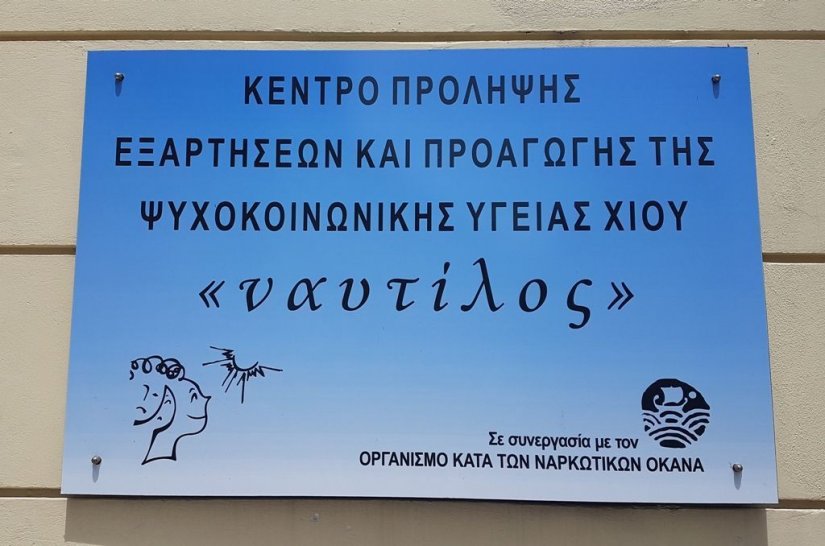 ΚΕΝΤΡΟ ΠΡΟΛΗΨΗΣ
ΕΞΑΡΤΗΣΕΩΝ ΚΑΙ ΠΡΟΑΓΩΓΗΣ ΤΗΣ
ΨΥΧΟΚΟΙΝΩΝΙΚΗΣ ΥΓΕΙΑΣ ΧΙΟΥ
«ναυτίλος»
Σε συνεργασία με τον
ΟΡΓΑΝΙΣΜΟ ΚΑΤΑ ΤΩΝ ΝΑΡΚΩΤΙΚΩΝ ΟΚΑΝΑ